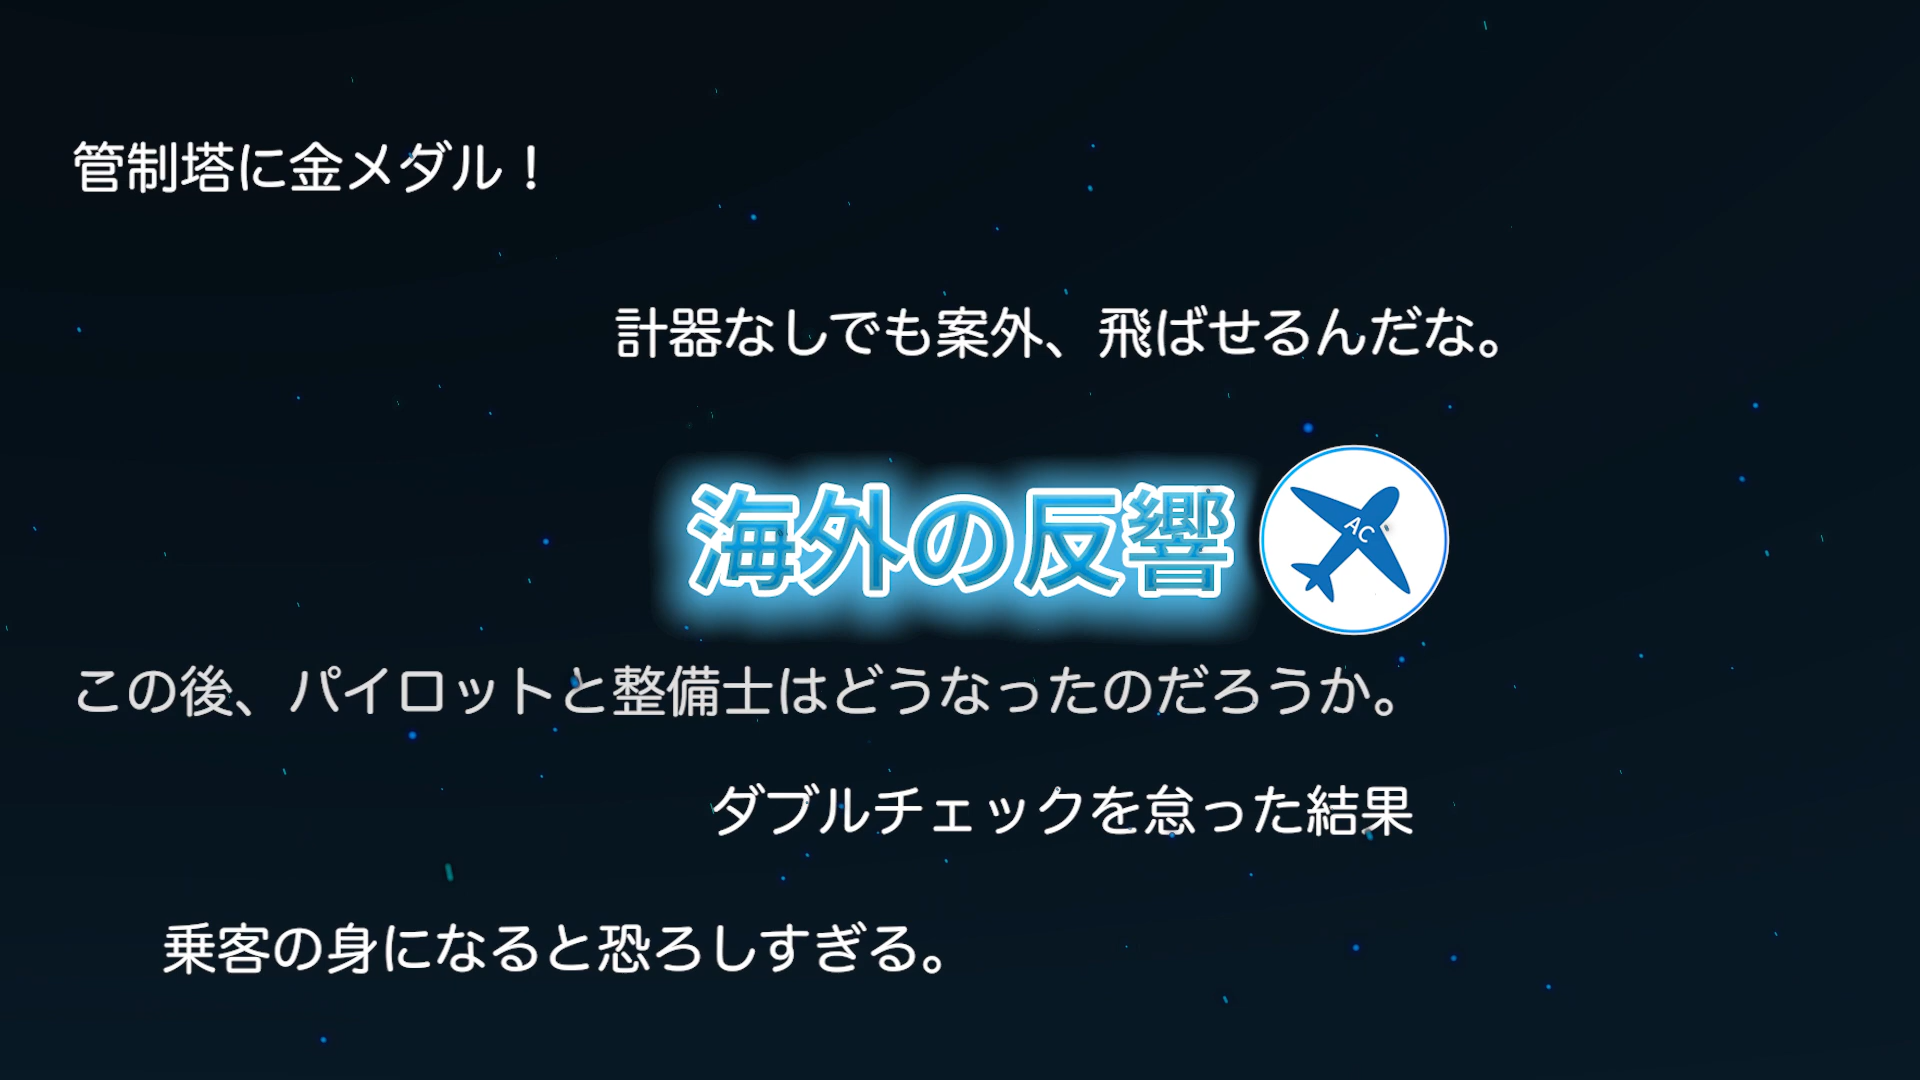 管制塔に金メダル！
計器なしでも案外、飛ばせるんだな。
海外の反響
AC
この後、パイロットと整備士はどうなったのだろうか。
ダブルチェックを怠った結果
乗客の身になると恐ろしすぎる。